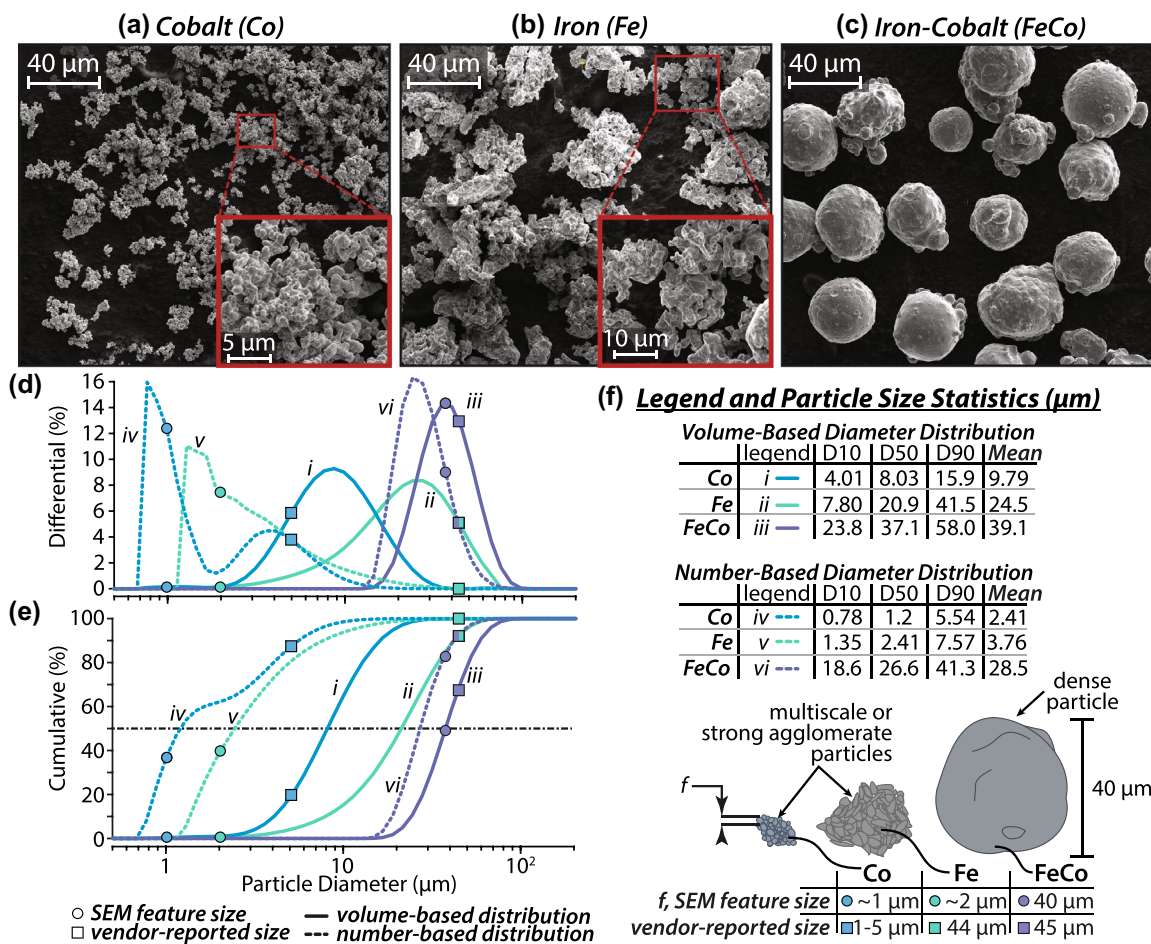 (a) Cobalt (Co)
(b) Iron (Fe)
(c) Iron-Cobalt (FeCo)
40 μm
40 μm
40 μm
5 μm
10 μm
(d)
16
14
12
10
8
6
4
2
0
Differential (%)
iv
v
i
vi
ii
iii
(e)
100
80
60
40
20
0
Cumulative (%)
iv
v
i
ii
vi
iii
1
10
10²
Particle Diameter (μm)
SEM feature size
vendor-reported size
volume-based distribution
number-based distribution
(f) Legend and Particle Size Statistics (μm)
Volume-Based Diameter Distribution
legend D10 D50 D90 Mean
Co i 4.01 8.03 15.9 9.79
Fe ii 7.80 20.9 41.5 24.5
FeCo iii 23.8 37.1 58.0 39.1
Number-Based Diameter Distribution
legend D10 D50 D90 Mean
Co iv 0.78 1.2 5.54 2.41
Fe v 1.35 2.41 7.57 3.76
FeCo vi 18.6 26.6 41.3 28.5
dense
particle
multiscale or
strong agglomerate
particles
f
40 μm
Co Fe FeCo
f, SEM feature size ~1 μm ~2 μm 40 μm
vendor-reported size 1-5 μm 44 μm 45 μm